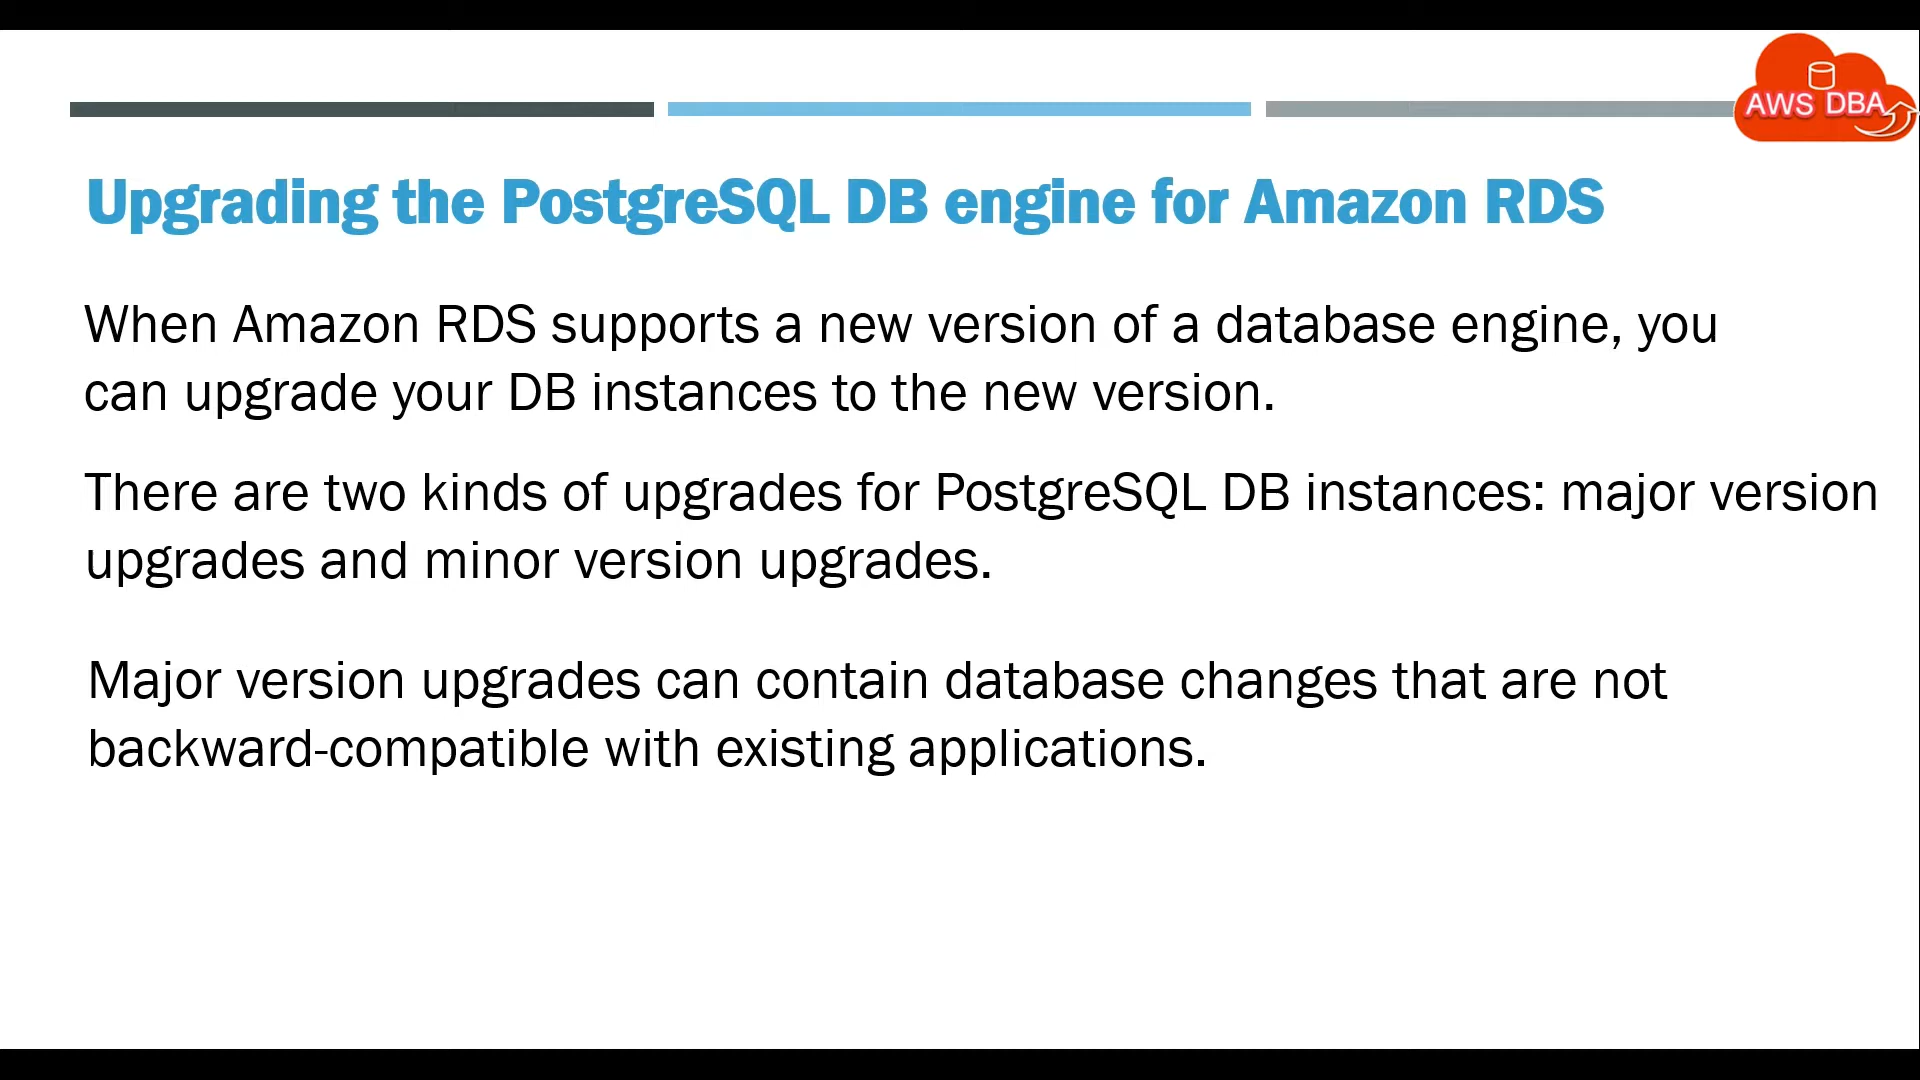 AWS DBA
Upgrading the PostgreSQL DB engine for Amazon RDS
When Amazon RDS supports a new version of a database engine, you
can upgrade your DB instances to the new version.
There are two kinds of upgrades for PostgreSQL DB instances: major version
upgrades and minor version upgrades.
Major version upgrades can contain database changes that are not
backward-compatible with existing applications.